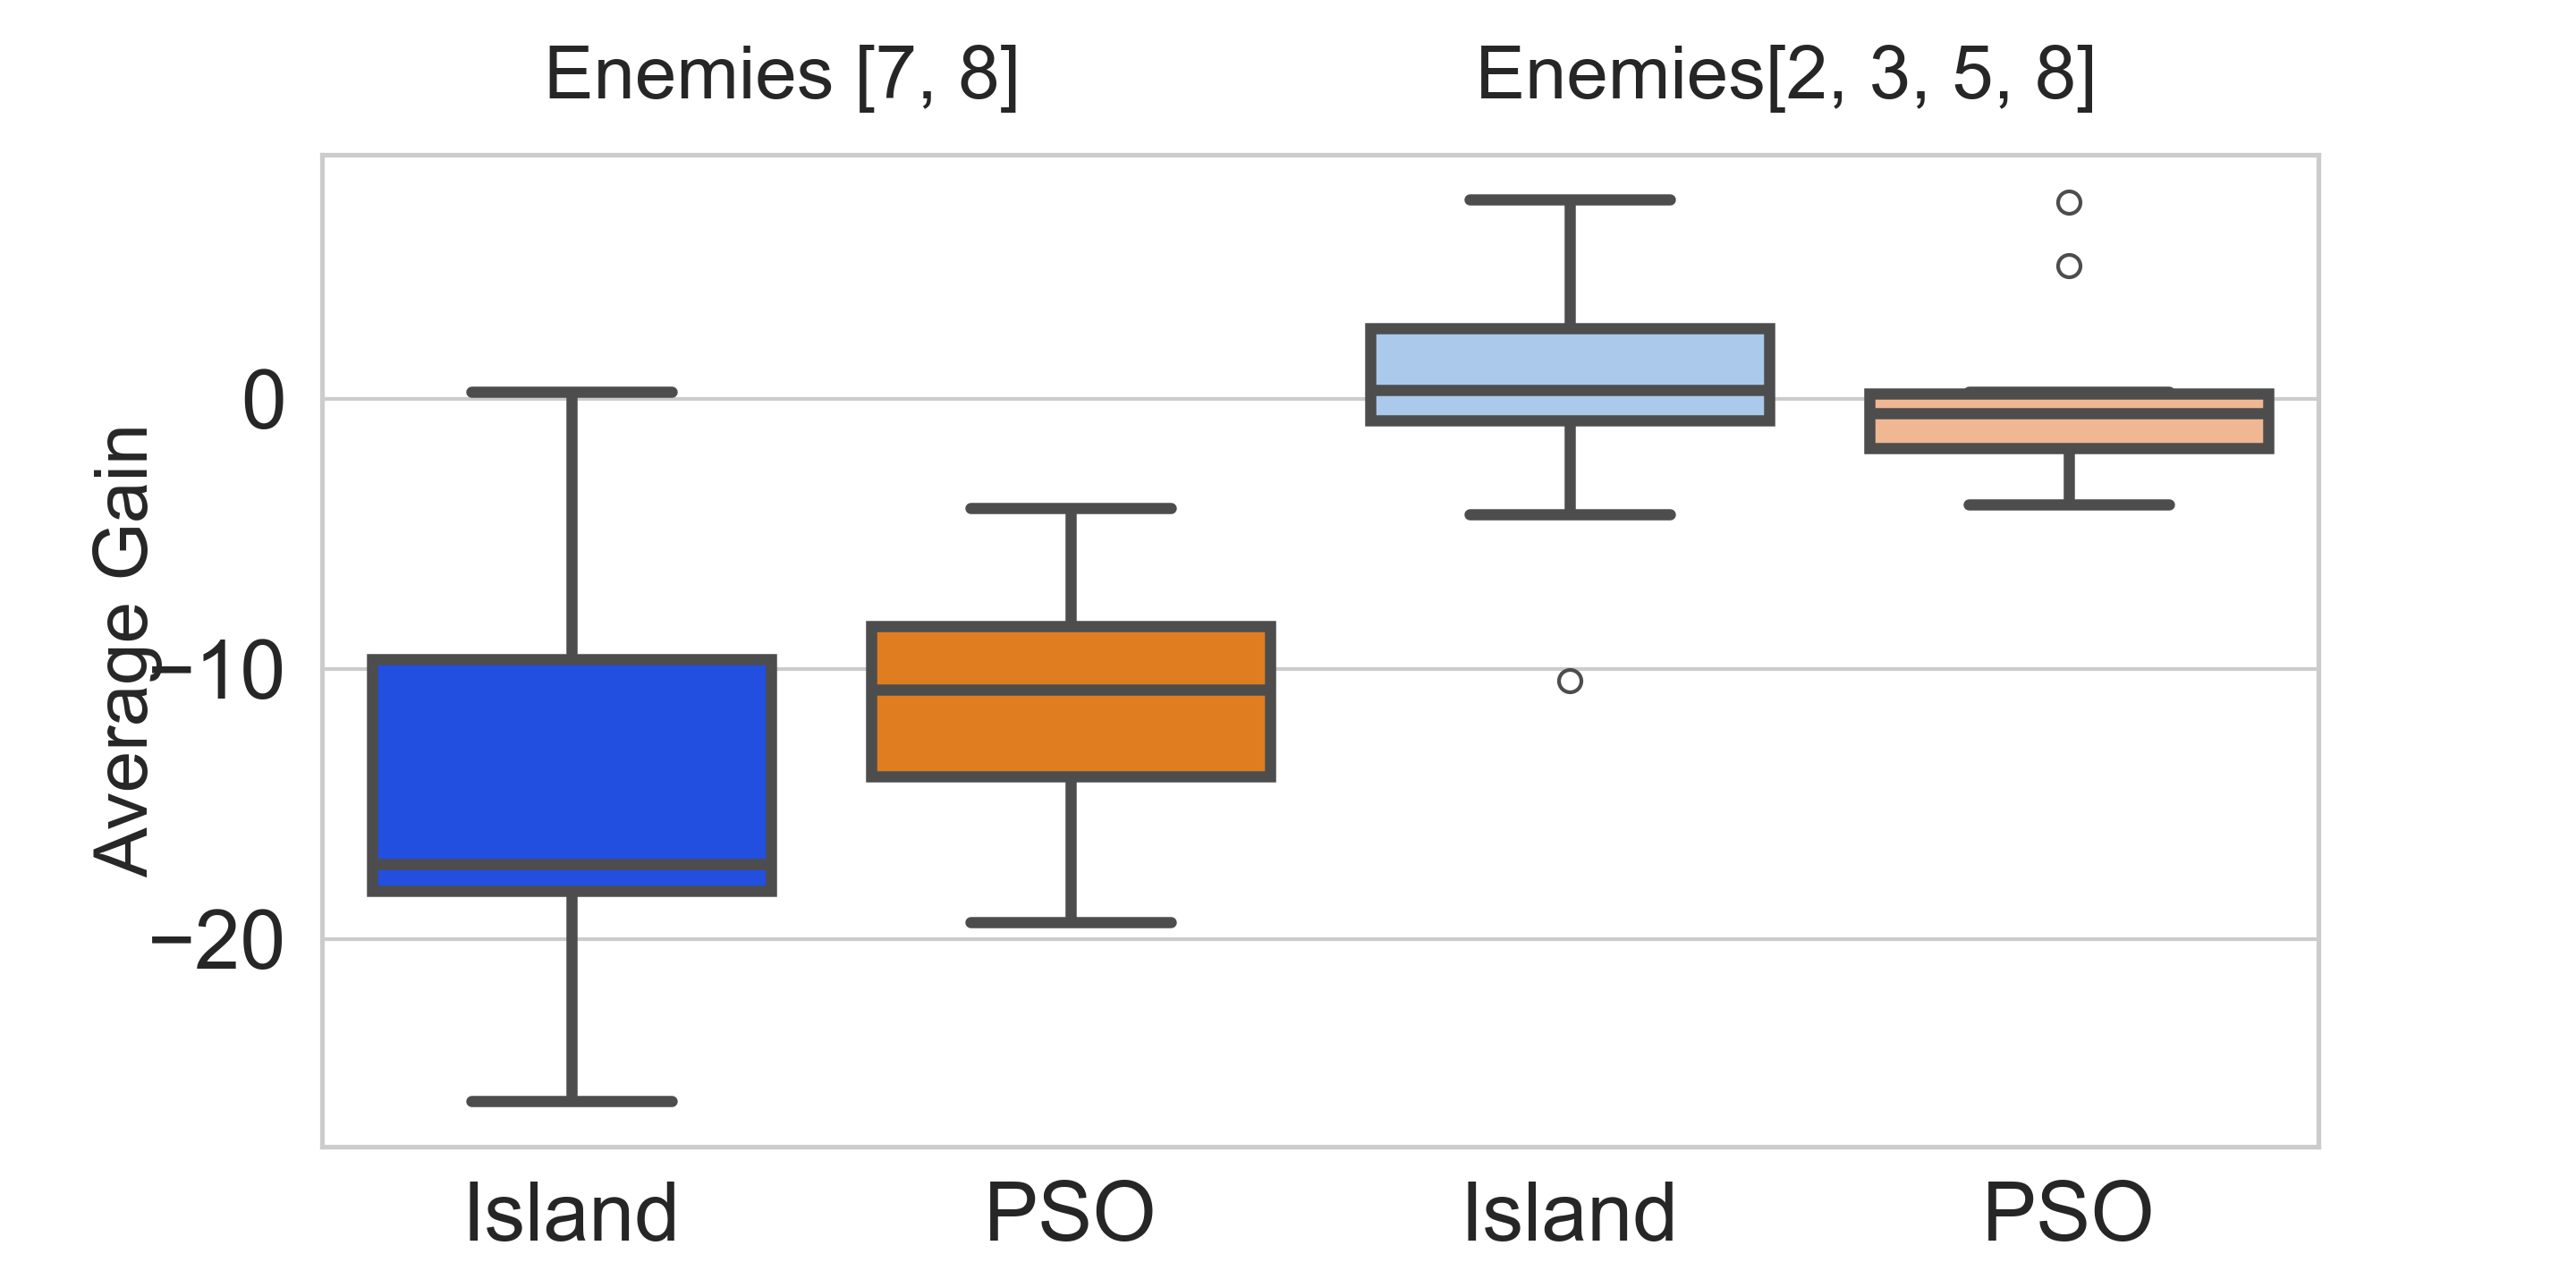 Enemies [7, 8]
Enemies[2, 3, 5, 8]
Average Gain
0
−10
−20
Island
PSO
Island
PSO